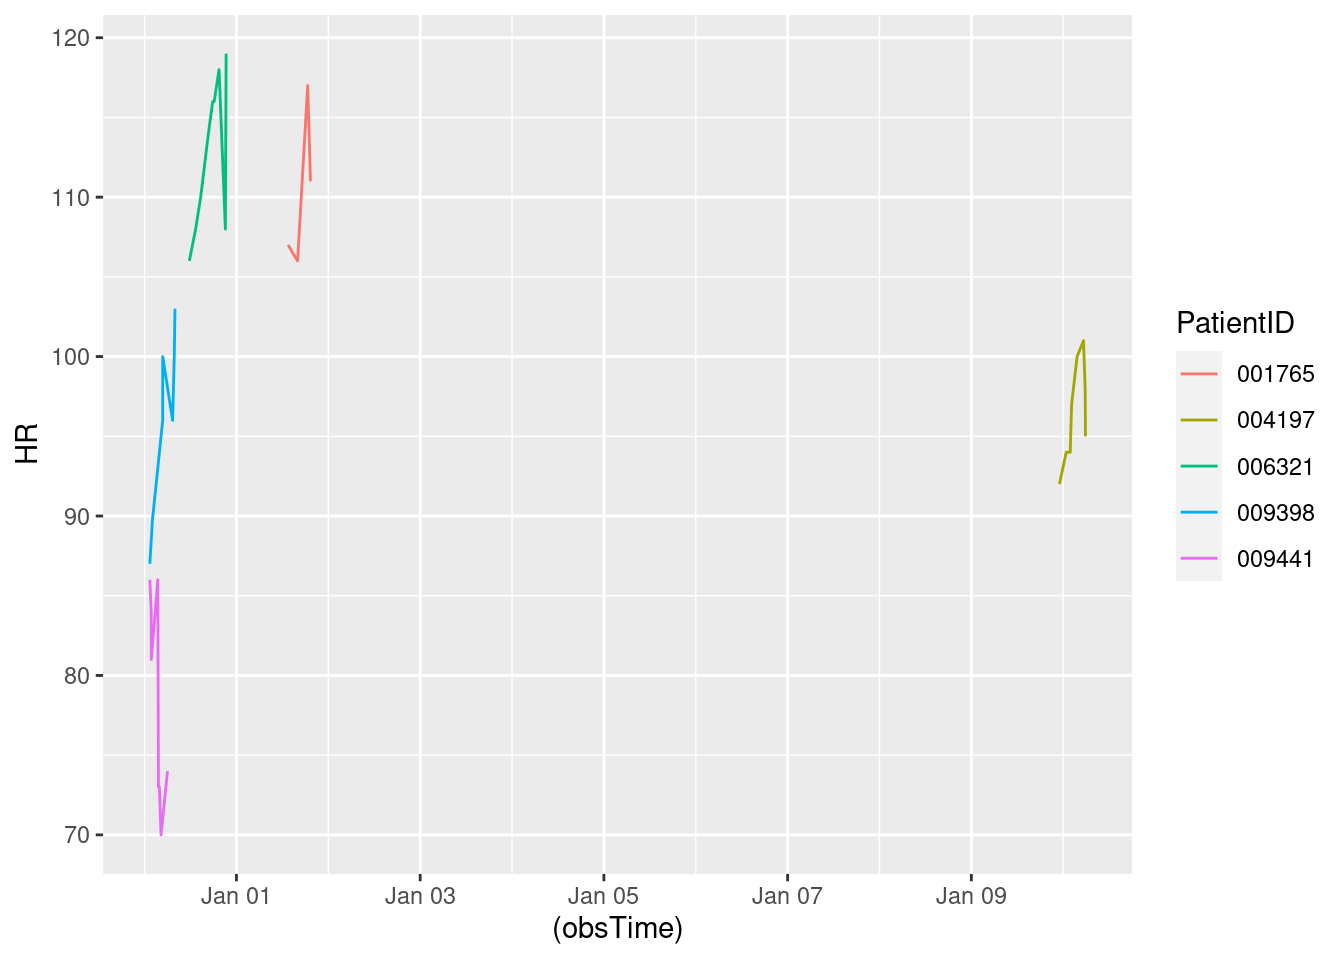 120
110
100
90
80
70
HR
Jan 01
Jan 03
Jan 05
Jan 07
Jan 09
(obsTime)
PatientID
001765
004197
006321
009398
009441